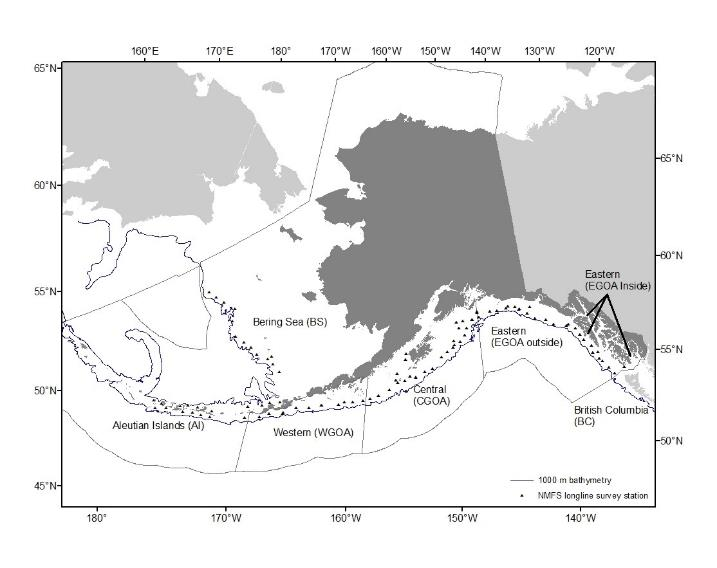 160°E 170°E 180° 170°W 160°W 150°W 140°W 130°W 120°W
65°N
65°N
60°N
60°N
Eastern
(EGOA Inside)
55°N
Bering Sea (BS)
Eastern
(EGOA outside)
55°N
50°N
Central
(CGOA)
British Columbia
(BC)
Aleutian Islands (AI)
Western (WGOA)
50°N
1000 m bathymetry
45°N
NMFS longline survey station
180° 170°W 160°W 150°W 140°W